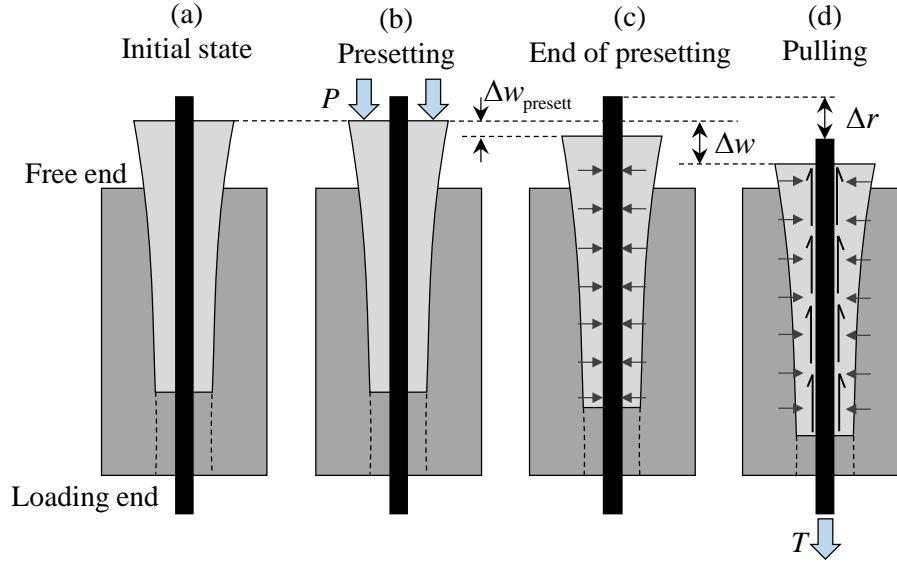 (a)
Initial state
(b)
Presetting
(c)
End of presetting
(d)
Pulling
P
Δw_presett
Δw
Δr
Free end
Loading end
T